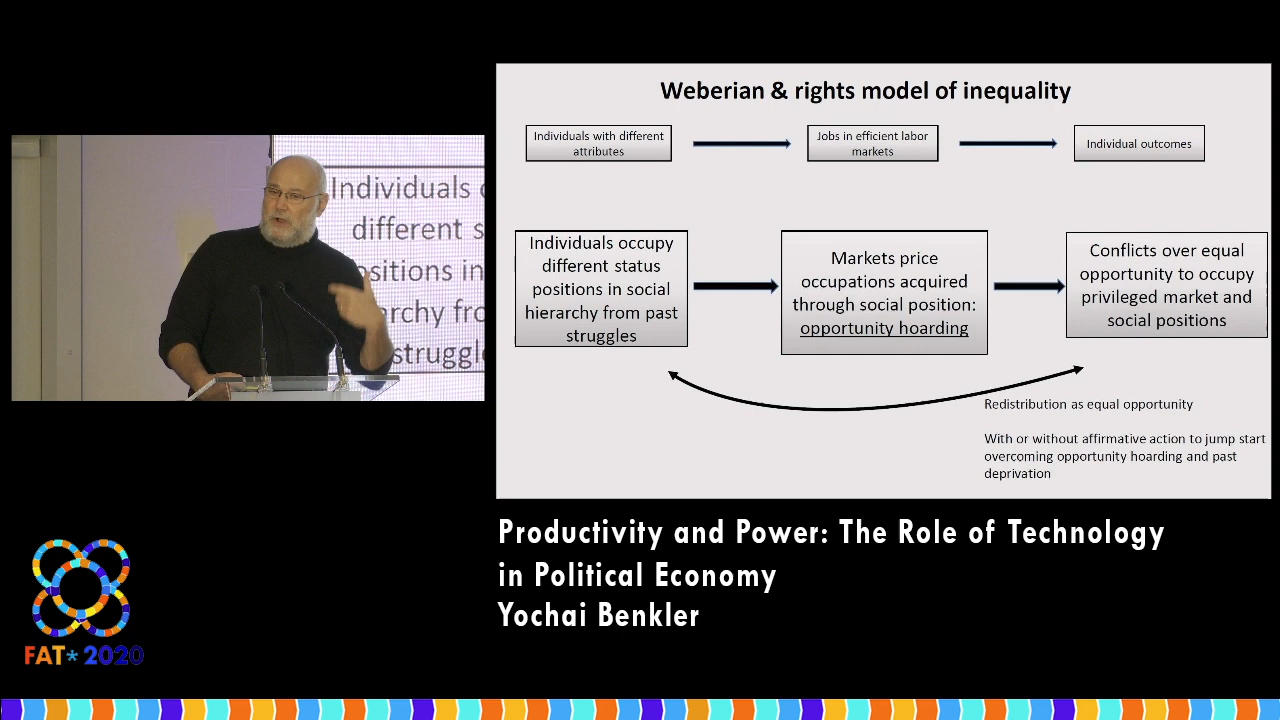 Weberian & rights model of inequality
Individuals with different
attributes
Jobs in efficient labor
markets
Individual outcomes
Individuals occupy
different status
positions in social
hierarchy from past
struggles
Markets price
occupations acquired
through social position:
opportunity hoarding
Conflicts over equal
opportunity to occupy
privileged market and
social positions
Redistribution as equal opportunity
With or without affirmative action to jump start
overcoming opportunity hoarding and past
deprivation
Individuals
different s
ositions in
archy fro
struggle
Productivity and Power: The Role of Technology
in Political Economy
Yochai Benkler
FAT* 2020